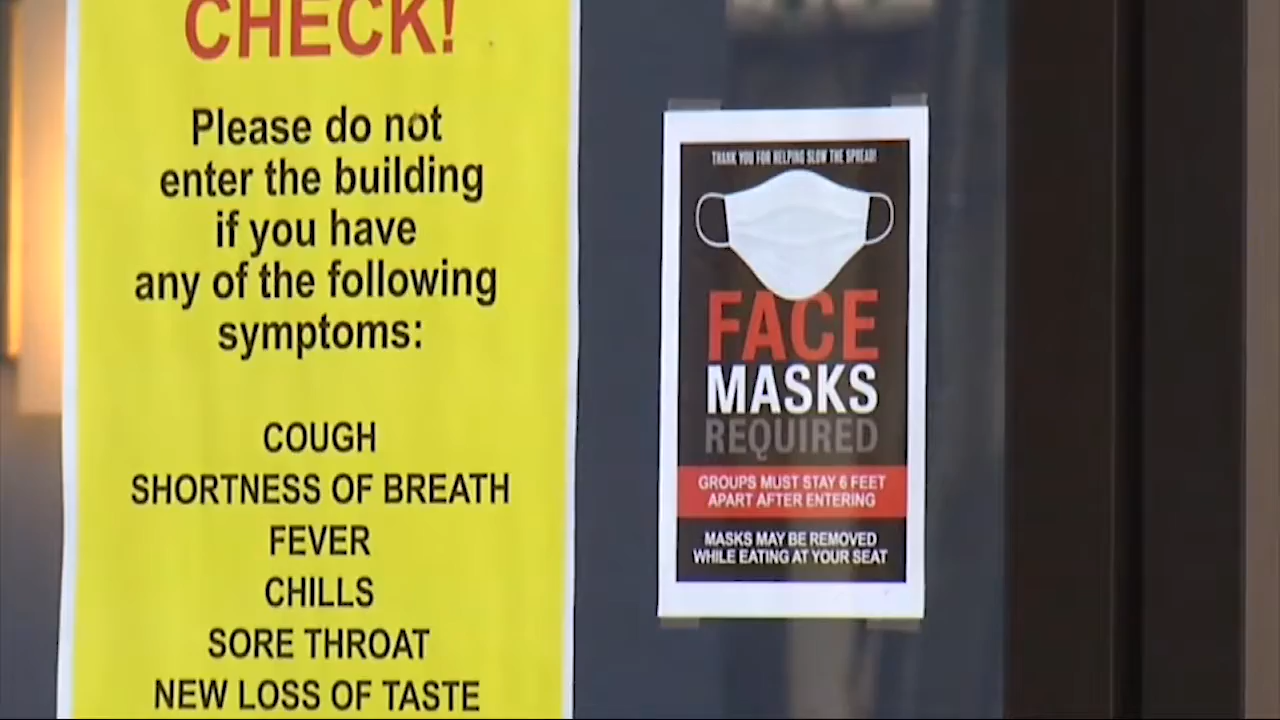 CHECK!
Please do not
enter the building
if you have
any of the following
symptoms:
COUGH
SHORTNESS OF BREATH
FEVER
CHILLS
SORE THROAT
NEW LOSS OF TASTE
THANK YOU FOR HELPING SLOW THE SPREAD!
FACE
MASKS
REQUIRED
GROUPS MUST STAY 6 FEET
APART AFTER ENTERING
MASKS MAY BE REMOVED
WHILE EATING AT YOUR SEAT